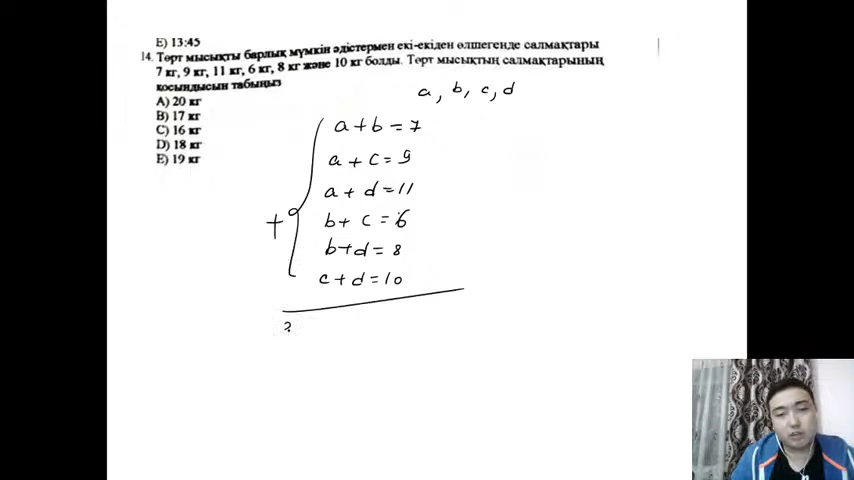 E) 13:45
14. Төрт мысықты барлық мүмкін әдістермен екі-екіден өлшегенде салмақтары
7 кг, 9 кг, 11 кг, 6 кг, 8 кг және 10 кг болды. Төрт мысықтың салмақтарының
қосындысын табыңыз
A) 20 кг
B) 17 кг
C) 16 кг
D) 18 кг
E) 19 кг
a, b, c, d
a + b = 7
a + c = 9
a + d = 11
b + c = 6
b + d = 8
c + d = 10
+
3